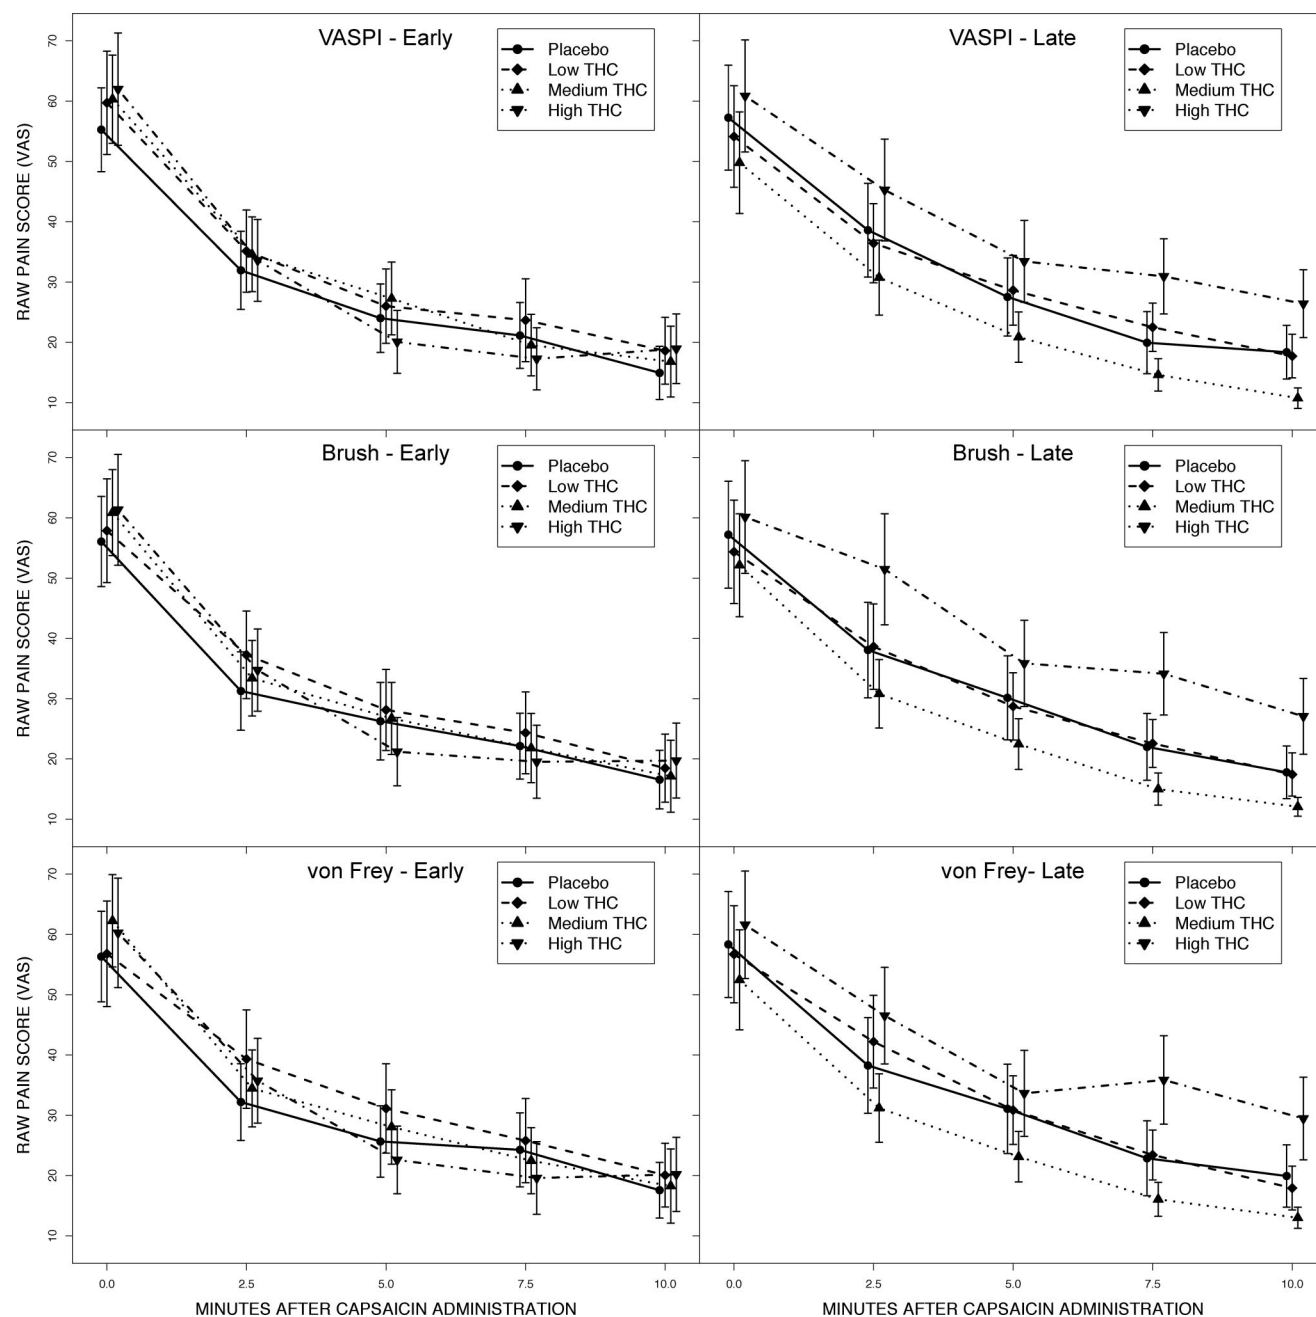 VASPI - Early
Placebo
Low THC
Medium THC
High THC
RAW PAIN SCORE (VAS)
70
60
50
40
30
20
10
VASPI - Late
Placebo
Low THC
Medium THC
High THC
Brush - Early
Placebo
Low THC
Medium THC
High THC
RAW PAIN SCORE (VAS)
70
60
50
40
30
20
10
Brush - Late
Placebo
Low THC
Medium THC
High THC
von Frey - Early
Placebo
Low THC
Medium THC
High THC
RAW PAIN SCORE (VAS)
70
60
50
40
30
20
10
von Frey- Late
Placebo
Low THC
Medium THC
High THC
0.0 2.5 5.0 7.5 10.0
0.0 2.5 5.0 7.5 10.0
MINUTES AFTER CAPSAICIN ADMINISTRATION
MINUTES AFTER CAPSAICIN ADMINISTRATION